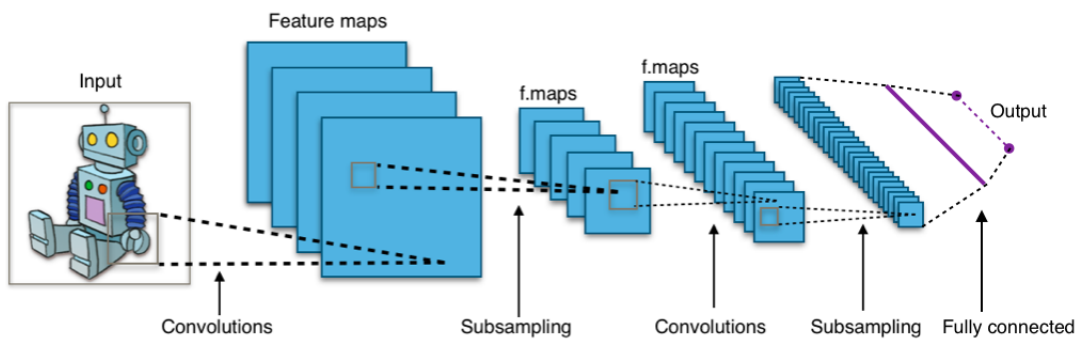 Feature maps
Input
f.maps
f.maps
Output
Convolutions
Subsampling
Convolutions
Subsampling
Fully connected